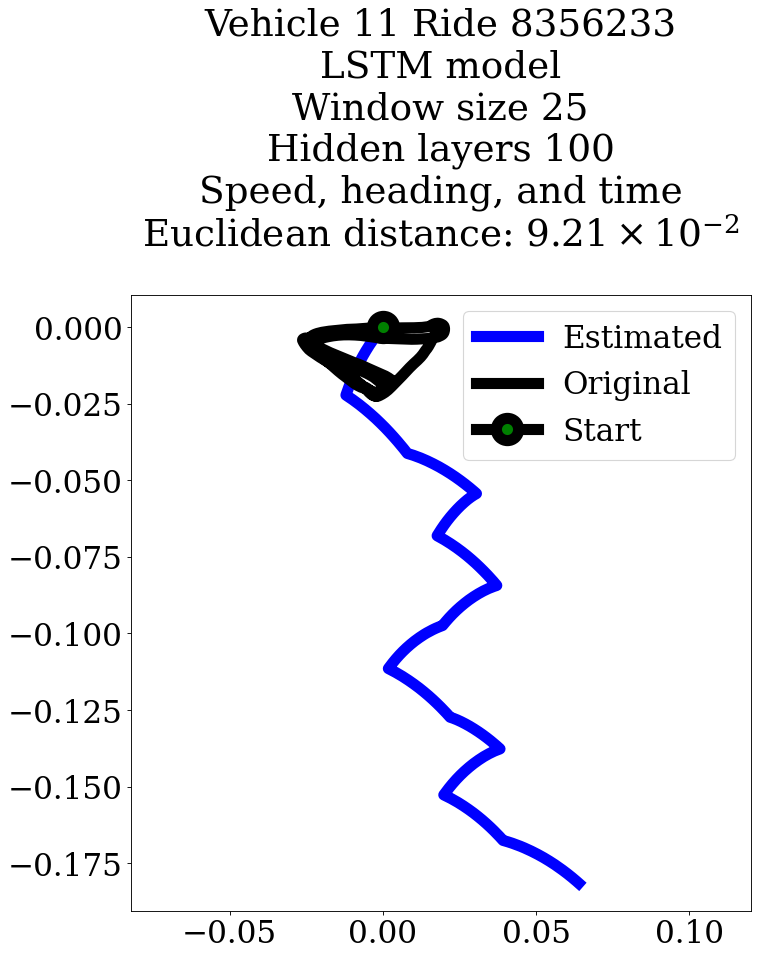 Vehicle 11 Ride 8356233
LSTM model
Window size 25
Hidden layers 100
Speed, heading, and time
Euclidean distance: 9.21 × 10⁻²
Estimated
Original
Start
0.000
−0.025
−0.050
−0.075
−0.100
−0.125
−0.150
−0.175
−0.05 0.00 0.05 0.10